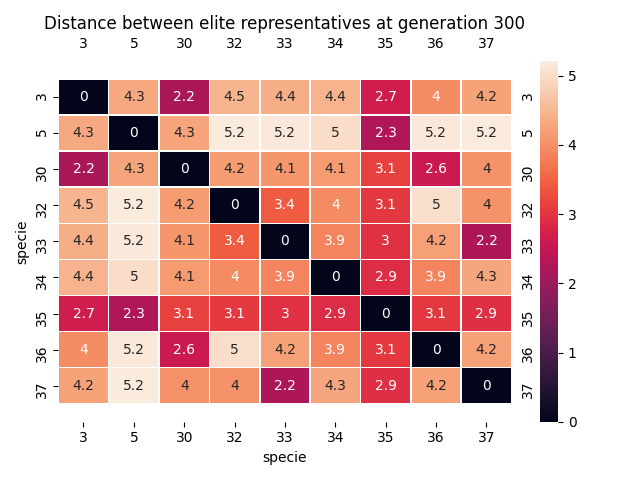 Distance between elite representatives at generation 300
3 5 30 32 33 34 35 36 37
3 0 4.3 2.2 4.5 4.4 4.4 2.7 4 4.2 3
5 4.3 0 4.3 5.2 5.2 5 2.3 5.2 5.2 5
30 2.2 4.3 0 4.2 4.1 4.1 3.1 2.6 4 30
32 4.5 5.2 4.2 0 3.4 4 3.1 5 4 32
33 4.4 5.2 4.1 3.4 0 3.9 3 4.2 2.2 33
34 4.4 5 4.1 4 3.9 0 2.9 3.9 4.3 34
35 2.7 2.3 3.1 3.1 3 2.9 0 3.1 2.9 35
36 4 5.2 2.6 5 4.2 3.9 3.1 0 4.2 36
37 4.2 5.2 4 4 2.2 4.3 2.9 4.2 0 37
3 5 30 32 33 34 35 36 37
specie
specie
5
4
3
2
1
0